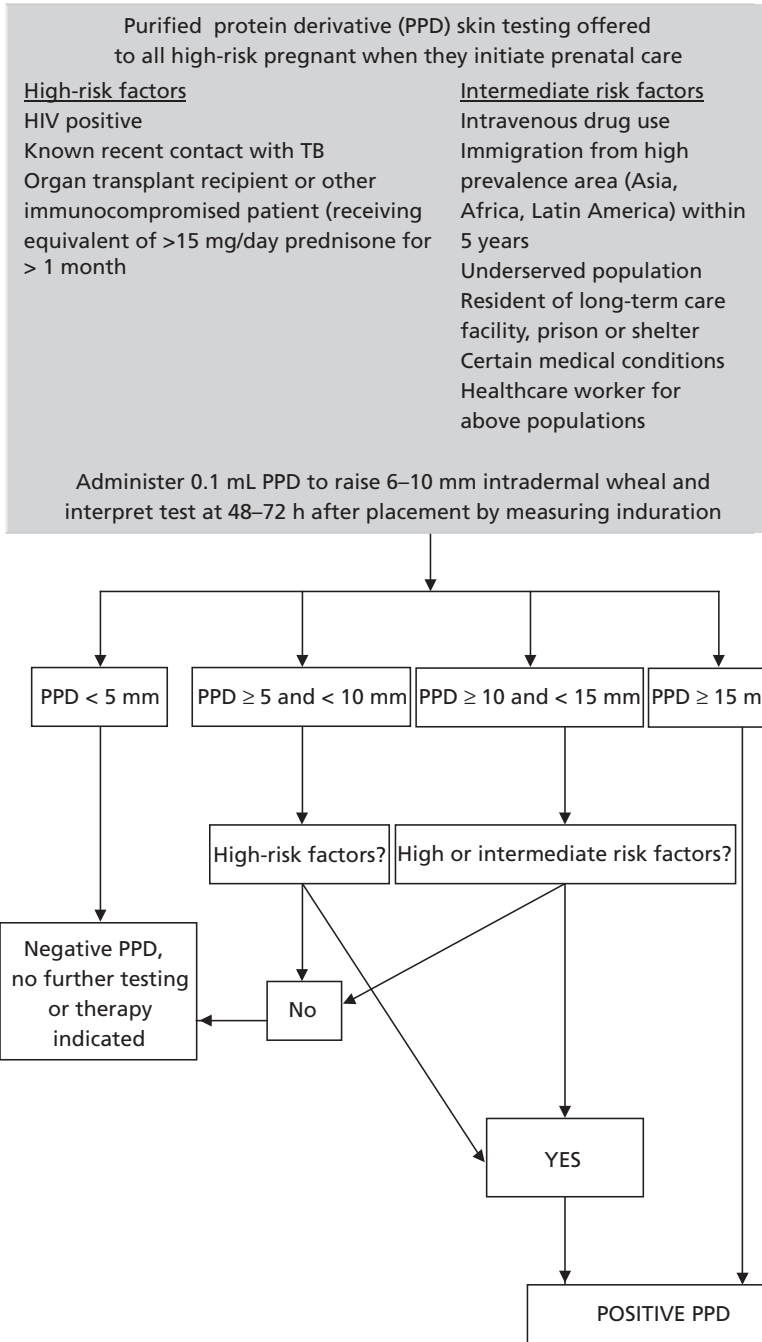 Purified protein derivative (PPD) skin testing offered
to all high-risk pregnant when they initiate prenatal care
High-risk factors
HIV positive
Known recent contact with TB
Organ transplant recipient or other
immunocompromised patient (receiving
equivalent of >15 mg/day prednisone for
> 1 month
Intermediate risk factors
Intravenous drug use
Immigration from high
prevalence area (Asia,
Africa, Latin America) within
5 years
Underserved population
Resident of long-term care
facility, prison or shelter
Certain medical conditions
Healthcare worker for
above populations
Administer 0.1 mL PPD to raise 6–10 mm intradermal wheal and
interpret test at 48–72 h after placement by measuring induration
PPD < 5 mm
PPD ≥ 5 and < 10 mm
PPD ≥ 10 and < 15 mm
PPD ≥ 15 m
High-risk factors?
High or intermediate risk factors?
Negative PPD,
no further testing
or therapy
indicated
No
YES
POSITIVE PPD